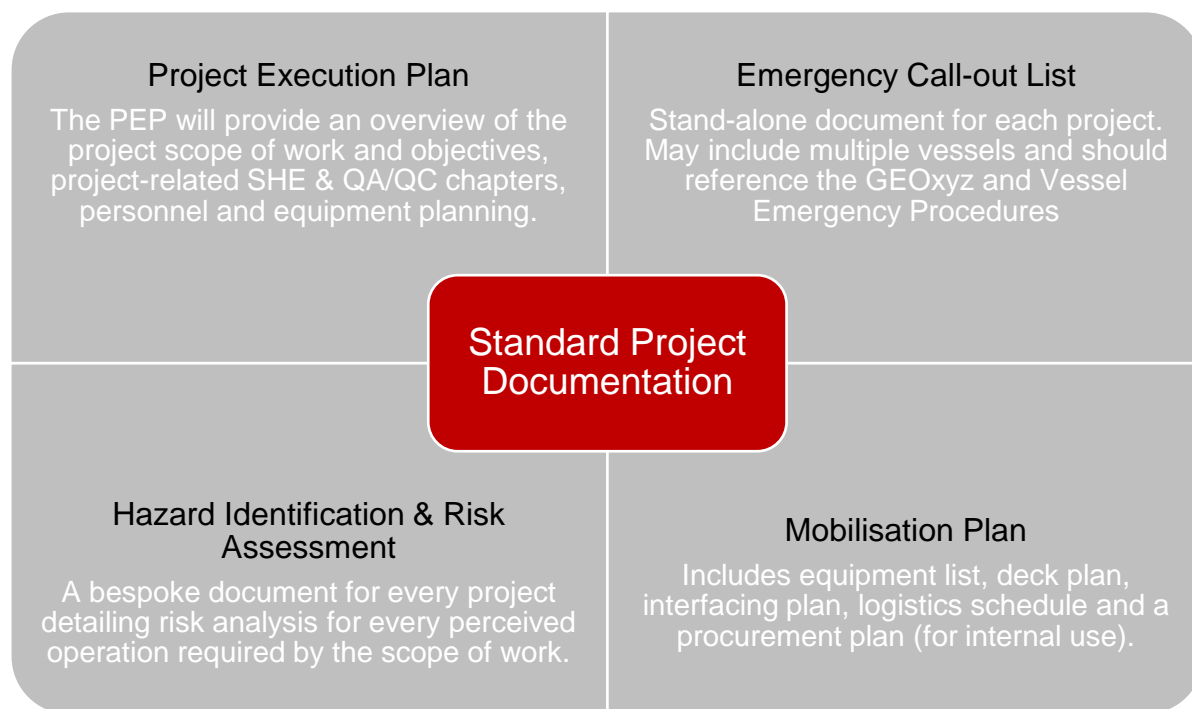 Project Execution Plan
The PEP will provide an overview of the
project scope of work and objectives,
project-related SHE & QA/QC chapters,
personnel and equipment planning.
Emergency Call-out List
Stand-alone document for each project.
May include multiple vessels and should
reference the GEOxyz and Vessel
Emergency Procedures
Standard Project
Documentation
Hazard Identification & Risk
Assessment
A bespoke document for every project
detailing risk analysis for every perceived
operation required by the scope of work.
Mobilisation Plan
Includes equipment list, deck plan,
interfacing plan, logistics schedule and a
procurement plan (for internal use).